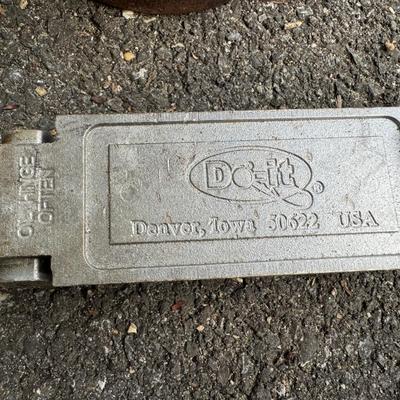 OIL HINGE
OFTEN
Do-it®
Denver, Iowa 50622 USA